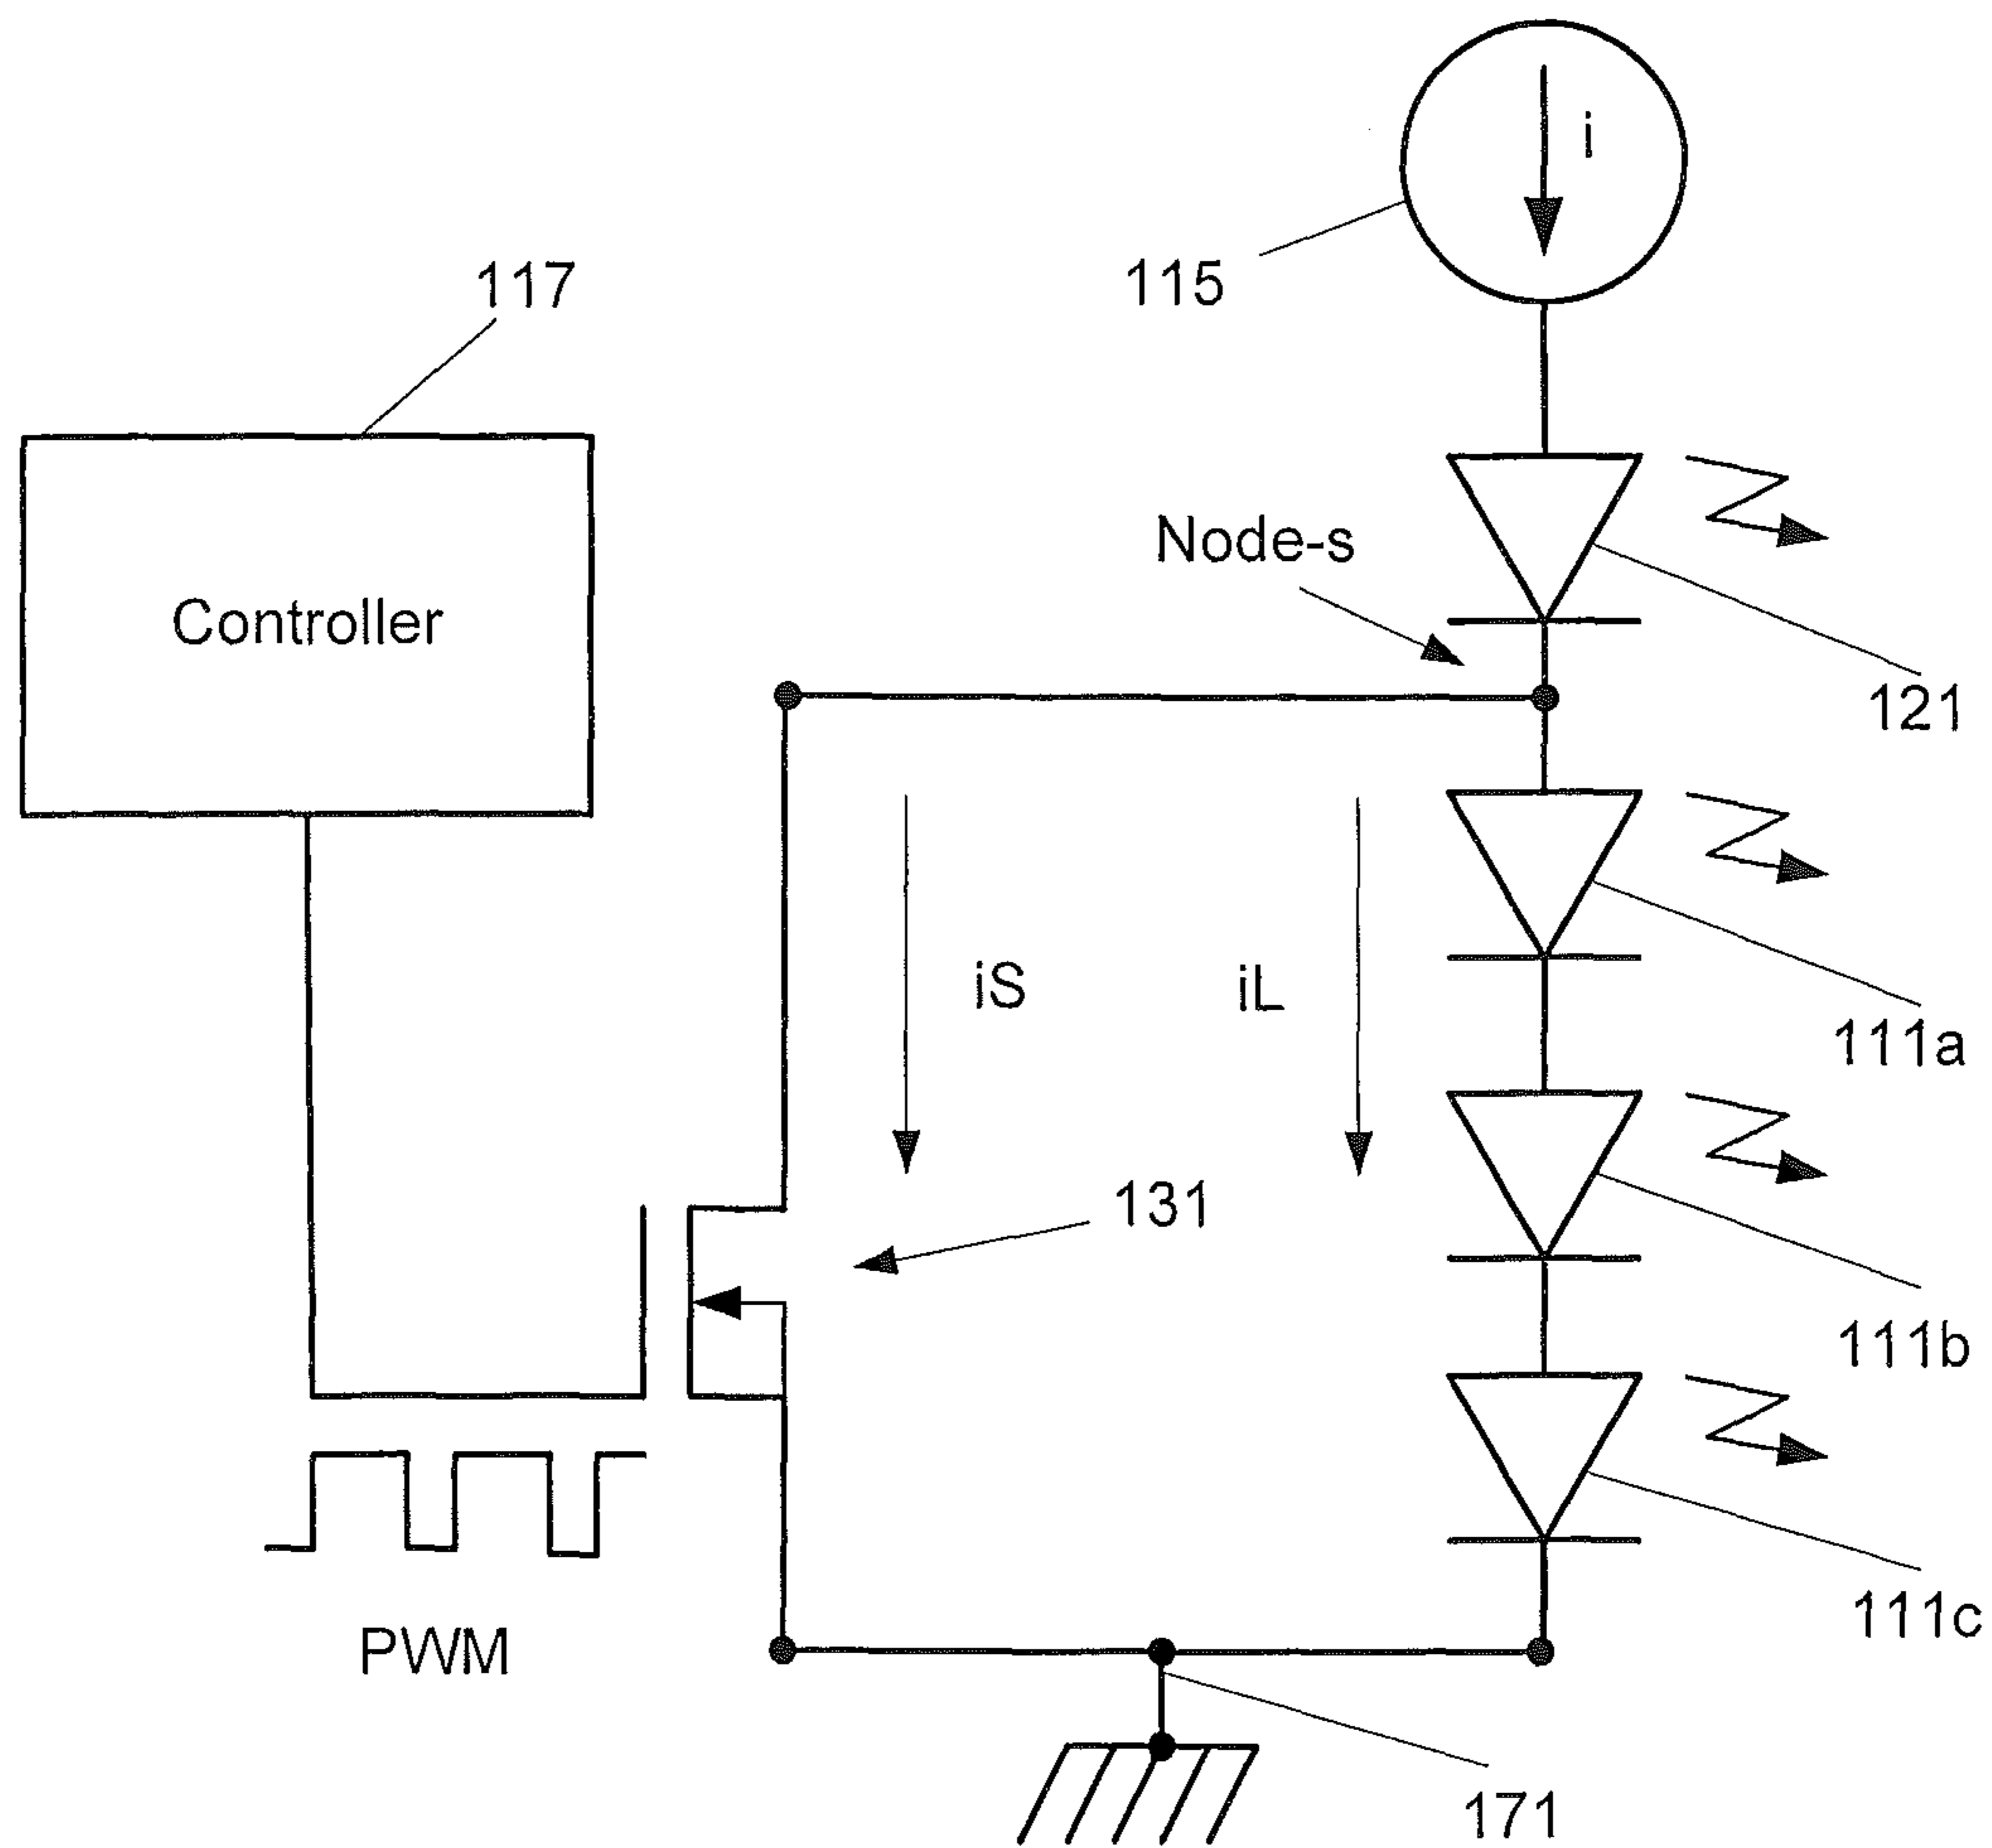 i
117
115
Node-s
Controller
121
iS
iL
111a
131
111b
111c
PWM
171